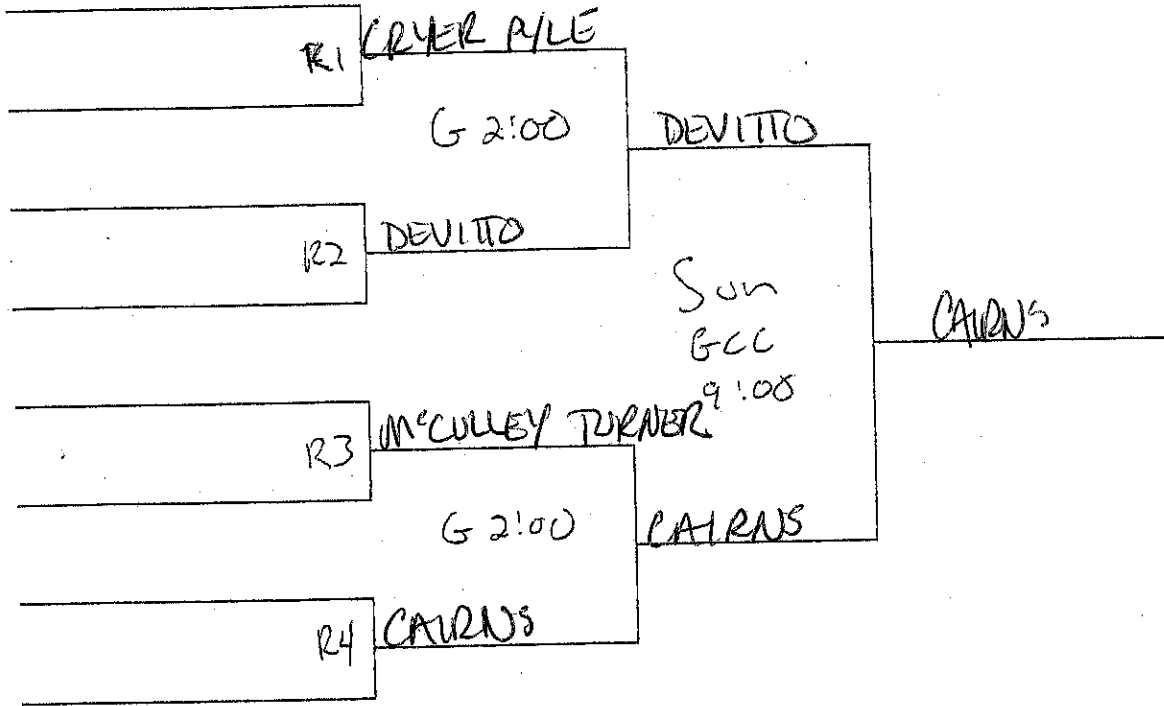 R1 CRYER PYLE
G 2:00
DEVITTO
R2 DEVITTO
Sun
GCC
9:00
CAIRNS
R3 McCULLEY TURNER
G 2:00
CAIRNS
R4 CAIRNS